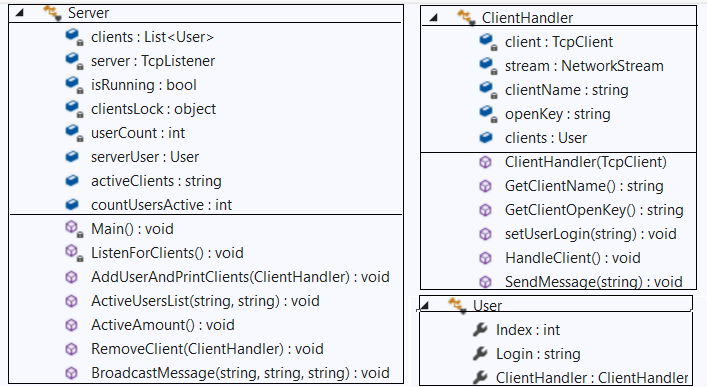 Server
clients : List<User>
server : TcpListener
isRunning : bool
clientsLock : object
userCount : int
serverUser : User
activeClients : string
countUsersActive : int
Main() : void
ListenForClients() : void
AddUserAndPrintClients(ClientHandler) : void
ActiveUsersList(string, string) : void
ActiveAmount() : void
RemoveClient(ClientHandler) : void
BroadcastMessage(string, string, string) : void
ClientHandler
client : TcpClient
stream : NetworkStream
clientName : string
openKey : string
clients : User
ClientHandler(TcpClient)
GetClientName() : string
GetClientOpenKey() : string
setUserLogin(string) : void
HandleClient() : void
SendMessage(string) : void
User
Index : int
Login : string
ClientHandler : ClientHandler